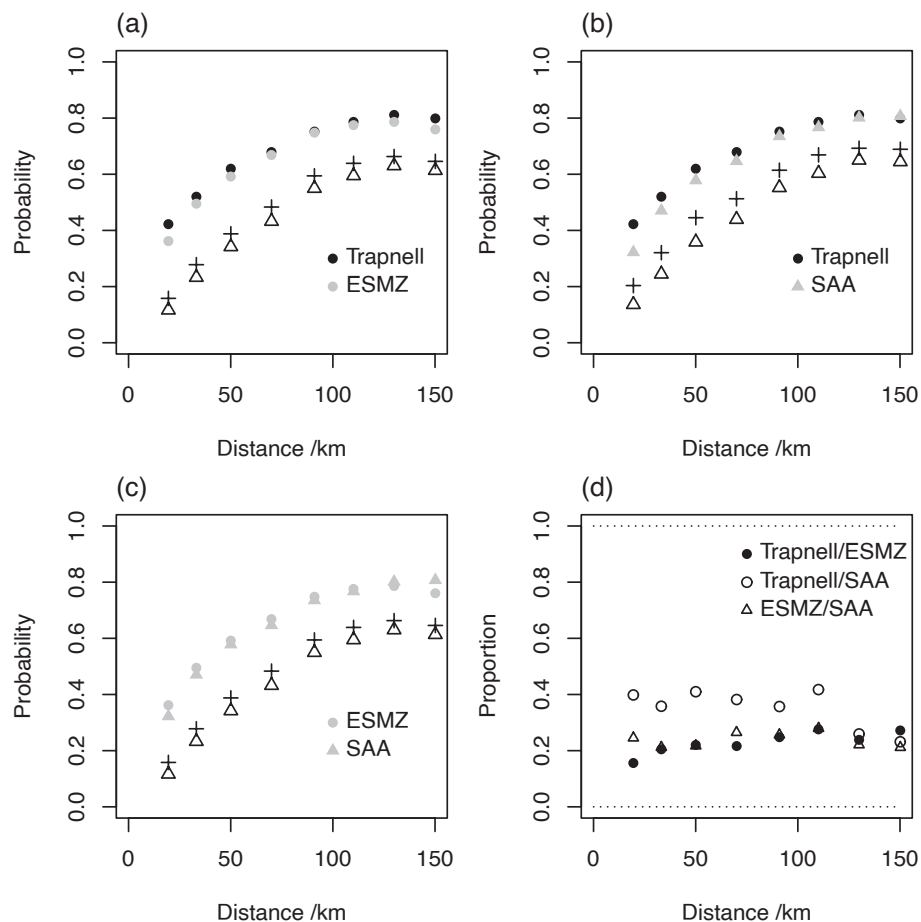 (a)
1.0
0.8
0.6
0.4
0.2
0.0
Probability
Trapnell
ESMZ
0 50 100 150
Distance /km
(b)
1.0
0.8
0.6
0.4
0.2
0.0
Probability
Trapnell
SAA
0 50 100 150
Distance /km
(c)
1.0
0.8
0.6
0.4
0.2
0.0
Probability
ESMZ
SAA
0 50 100 150
Distance /km
(d)
1.0
0.8
0.6
0.4
0.2
0.0
Proportion
Trapnell/ESMZ
Trapnell/SAA
ESMZ/SAA
0 50 100 150
Distance /km